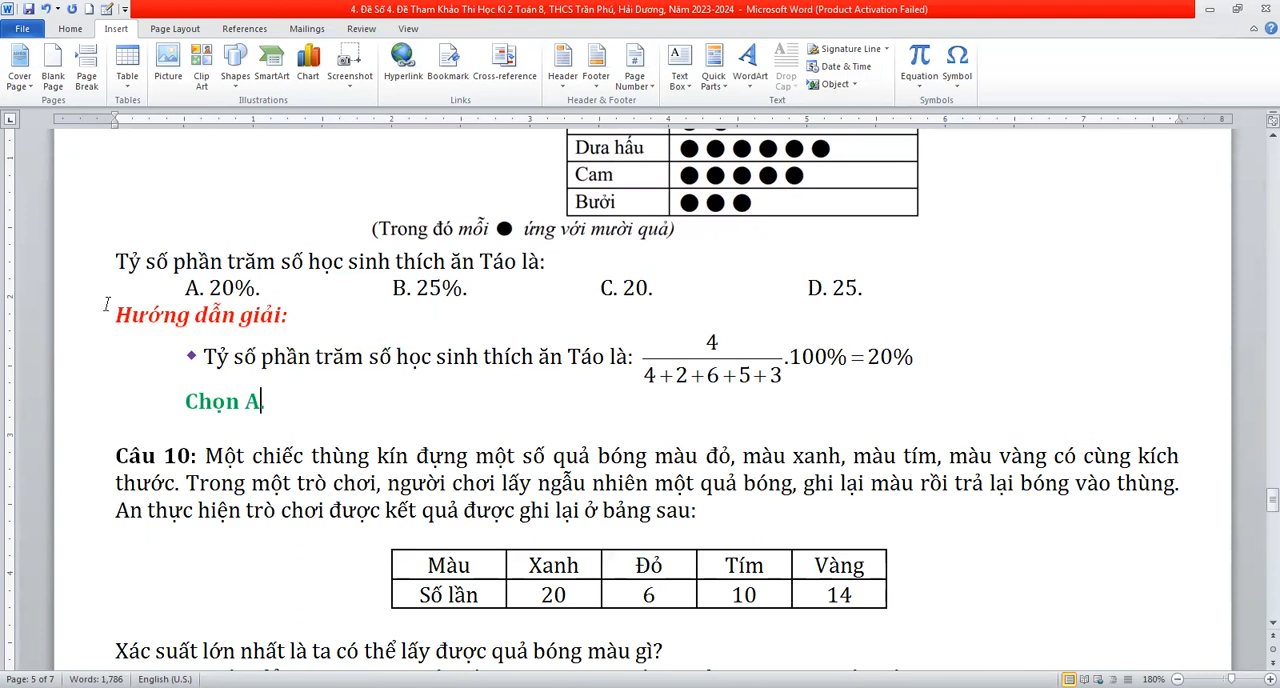 4. Đề Số 4. Đề Tham Khảo Thi Học Kì 2 Toán 8, THCS Trần Phú, Hải Dương, Năm 2023-2024 - Microsoft Word (Product Activation Failed)
File Home Insert Page Layout References Mailings Review View
Cover Page Blank Page Page Break Table Picture Clip Art Shapes SmartArt Chart Screenshot Hyperlink Bookmark Cross-reference Header Footer Page Number Text Box Quick Parts WordArt Drop Cap Signature Line Date & Time Object Equation Symbol
Pages Tables Illustrations Links Header & Footer Text Symbols
1 2 3 4 5 6 7 8
Dưa hấu
Cam
Bưởi
(Trong đó mỗi ● ứng với mười quả)
Tỷ số phần trăm số học sinh thích ăn Táo là:
A. 20%. B. 25%. C. 20. D. 25.
Hướng dẫn giải:
Tỷ số phần trăm số học sinh thích ăn Táo là: 4/(4+2+6+5+3) .100% = 20%
Chọn A.
Câu 10: Một chiếc thùng kín đựng một số quả bóng màu đỏ, màu xanh, màu tím, màu vàng có cùng kích
thước. Trong một trò chơi, người chơi lấy ngẫu nhiên một quả bóng, ghi lại màu rồi trả lại bóng vào thùng.
An thực hiện trò chơi được kết quả được ghi lại ở bảng sau:
Màu Xanh Đỏ Tím Vàng
Số lần 20 6 10 14
Xác suất lớn nhất là ta có thể lấy được quả bóng màu gì?
Page: 5 of 7 Words: 1,786 English (U.S.) 180%